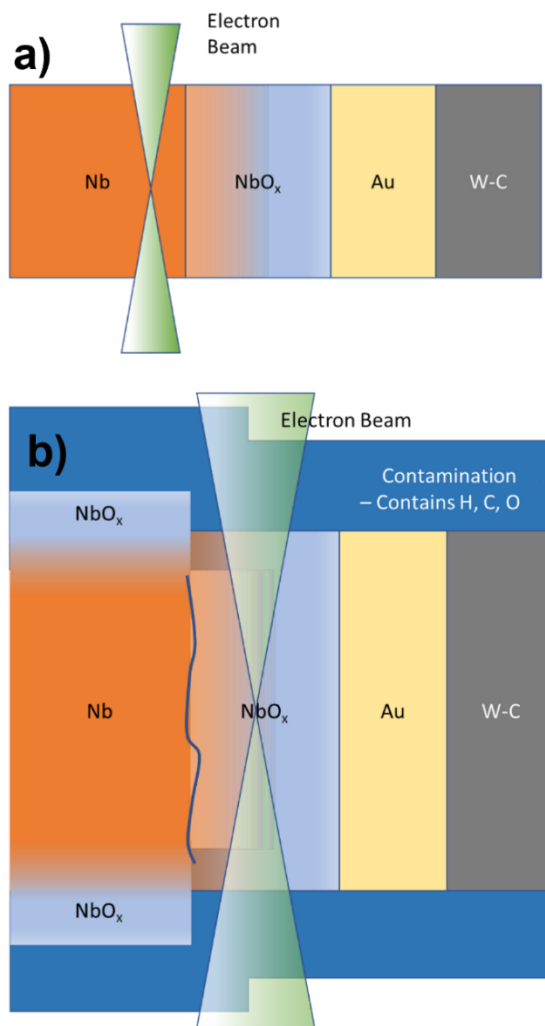 a)
Electron
Beam
Nb
NbOₓ
Au
W-C
b)
Electron Beam
Contamination
– Contains H, C, O
NbOₓ
Nb
NbOₓ
Au
W-C
NbOₓ